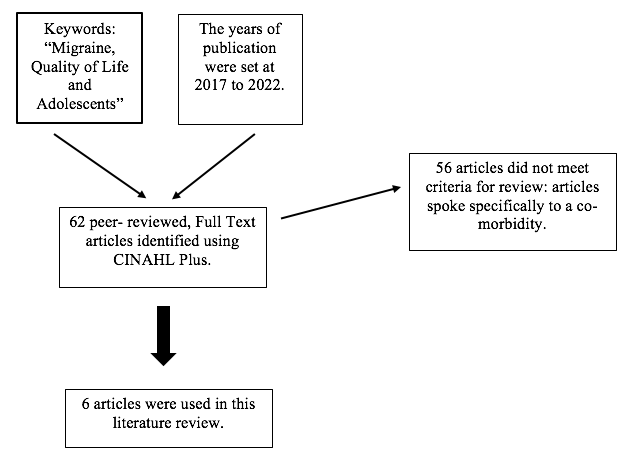 Keywords:
“Migraine,
Quality of Life
and
Adolescents”
The years of
publication
were set at
2017 to 2022.
62 peer- reviewed, Full Text
articles identified using
CINAHL Plus.
56 articles did not meet
criteria for review: articles
spoke specifically to a co-
morbidity.
6 articles were used in this
literature review.